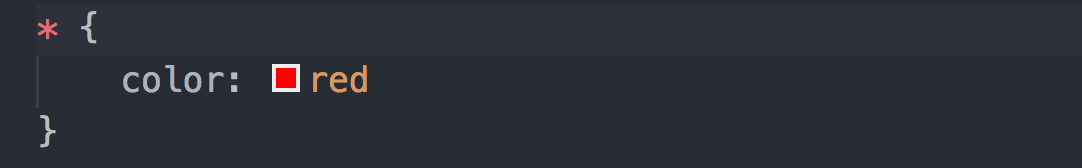 * {
color: red
}